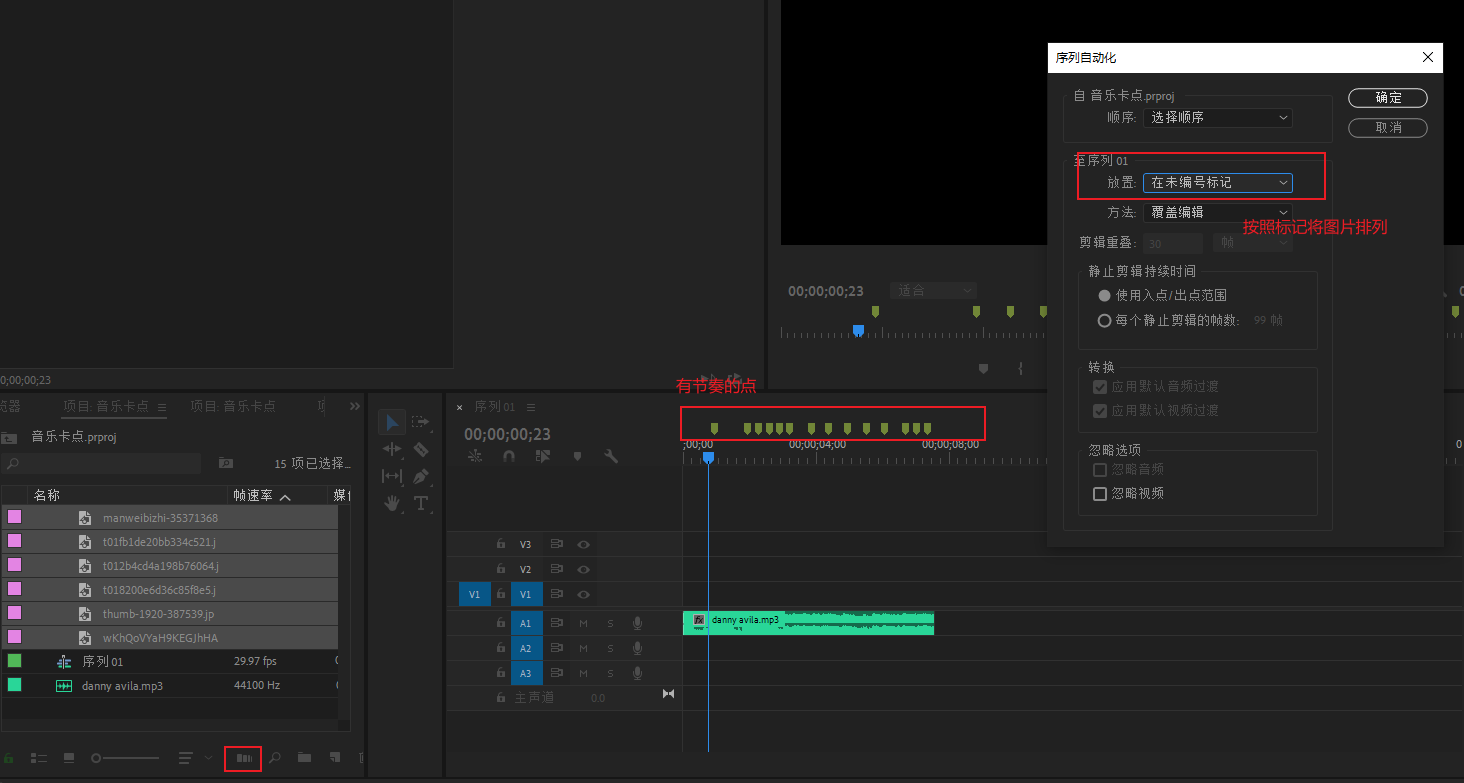 序列自动化
自 音乐卡点.prproj
顺序: 选择顺序
确定
取消
至序列 01
放置: 在未编号标记
方法: 覆盖编辑
按照标记将图片排列
剪辑重叠: 30 帧
静止剪辑持续时间
使用入点/出点范围
每个静止剪辑的帧数: 99 帧
转换
应用默认音频过渡
应用默认视频过渡
忽略选项
忽略音频
忽略视频
00;00;00;23 适合
0;00;00;23
有节奏的点
览器 项目: 音乐卡点 项目: 音乐卡点
音乐卡点.prproj
15 项已选择...
名称 帧速率
manweibizhi-35371368
t01fb1de20bb334c521.j
t012b4cd4a198b76064.j
t018200e6d36c85f8e5.j
thumb-1920-387539.jp
wKhQoVYaH9KEGJhHA
序列 01 29.97 fps
danny avila.mp3 44100 Hz
× 序列 01
00;00;00;23
;00;00 00;00;04;00 00;00;08;00
V3
V2
V1 V1
A1 M S
danny avila.mp3
A2 M S
A3 M S
主声道 0.0